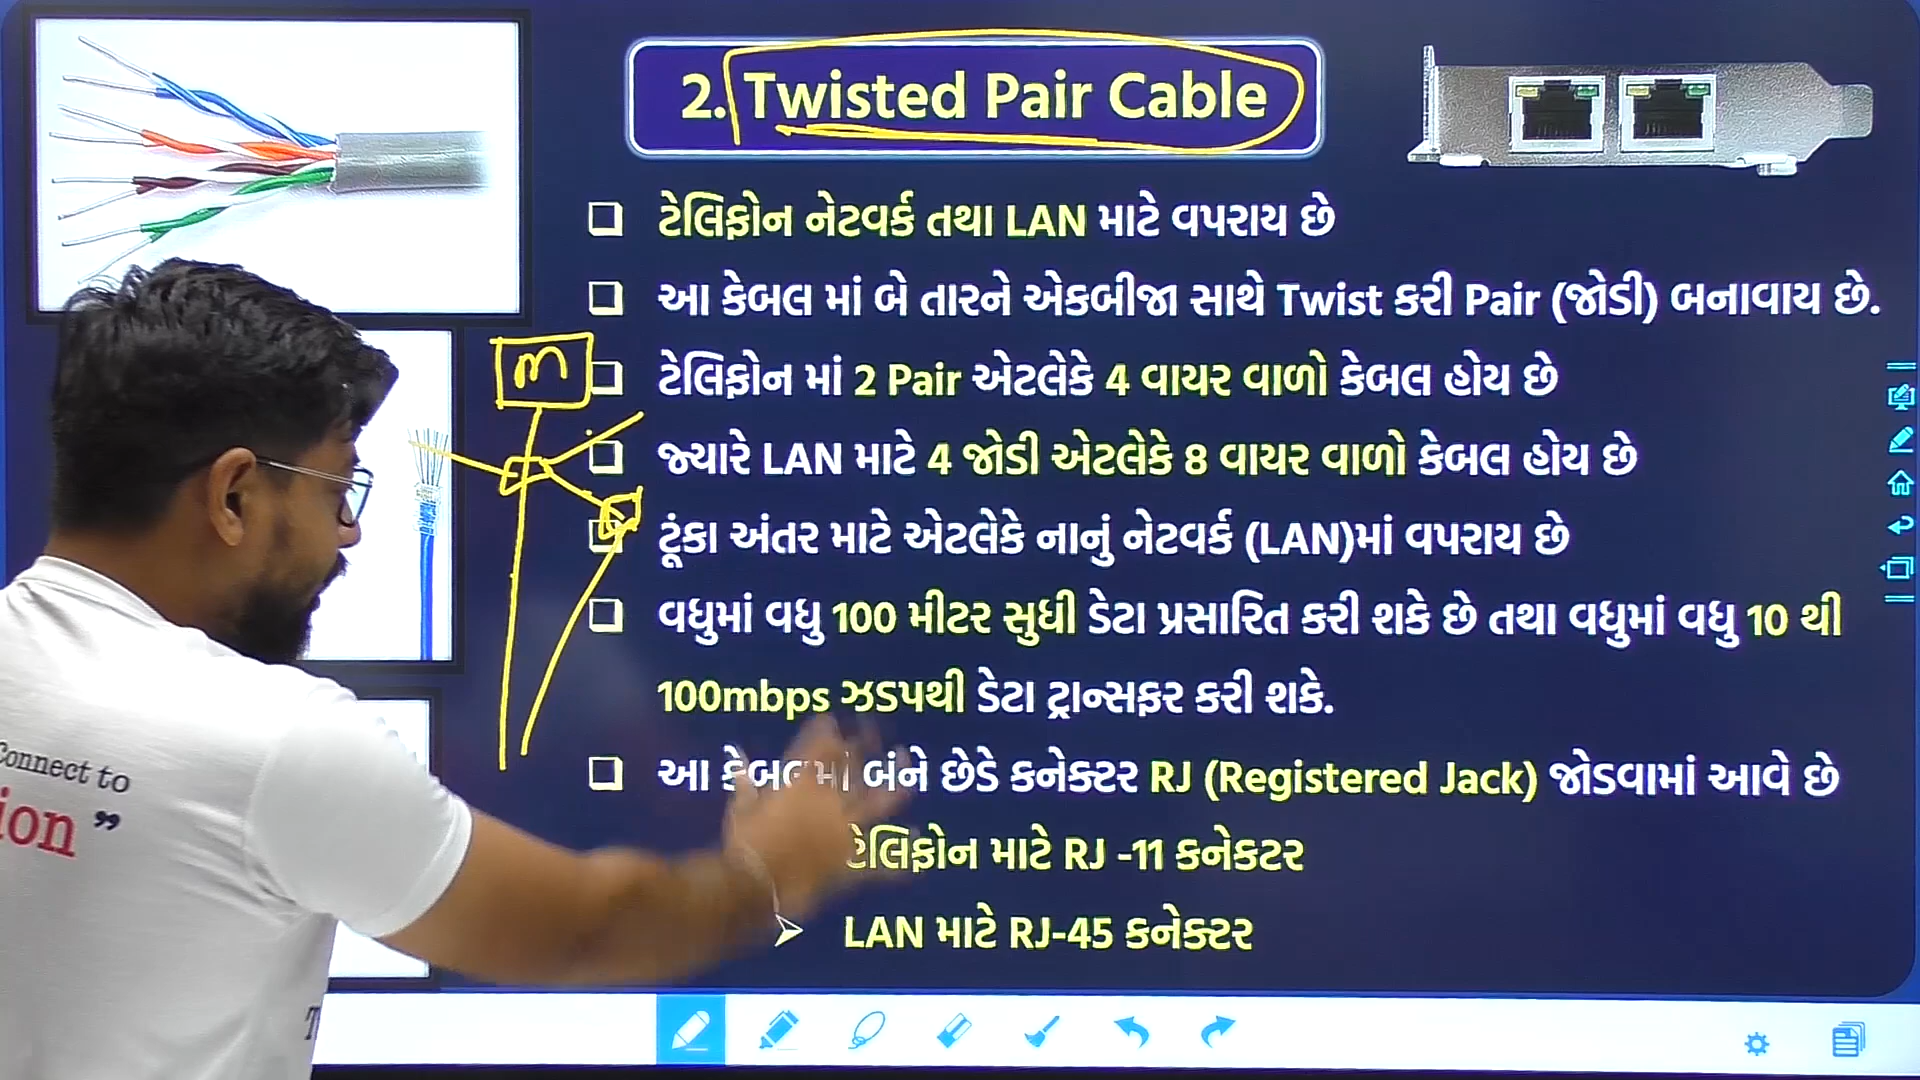 2. Twisted Pair Cable
❑ ટેલિફોન નેટવર્ક તથા LAN માટે વપરાય છે
❑ આ કેબલ માં બે તારને એકબીજા સાથે Twist કરી Pair (જોડી) બનાવાય છે.
m
❑ ટેલિફોન માં 2 Pair એટલેકે 4 વાયર વાળો કેબલ હોય છે
❑ જ્યારે LAN માટે 4 જોડી એટલેકે 8 વાયર વાળો કેબલ હોય છે
❑ ટૂંકા અંતર માટે એટલેકે નાનું નેટવર્ક (LAN)માં વપરાય છે
❑ વધુમાં વધુ 100 મીટર સુધી ડેટા પ્રસારિત કરી શકે છે તથા વધુમાં વધુ 10 થી
100mbps ઝડપથી ડેટા ટ્રાન્સફર કરી શકે.
❑ આ કેબલમાં બંને છેડે કનેક્ટર RJ (Registered Jack) જોડવામાં આવે છે
ટેલિફોન માટે RJ -11 કનેકટર
➢ LAN માટે RJ-45 કનેક્ટર
Connect to
ion ”